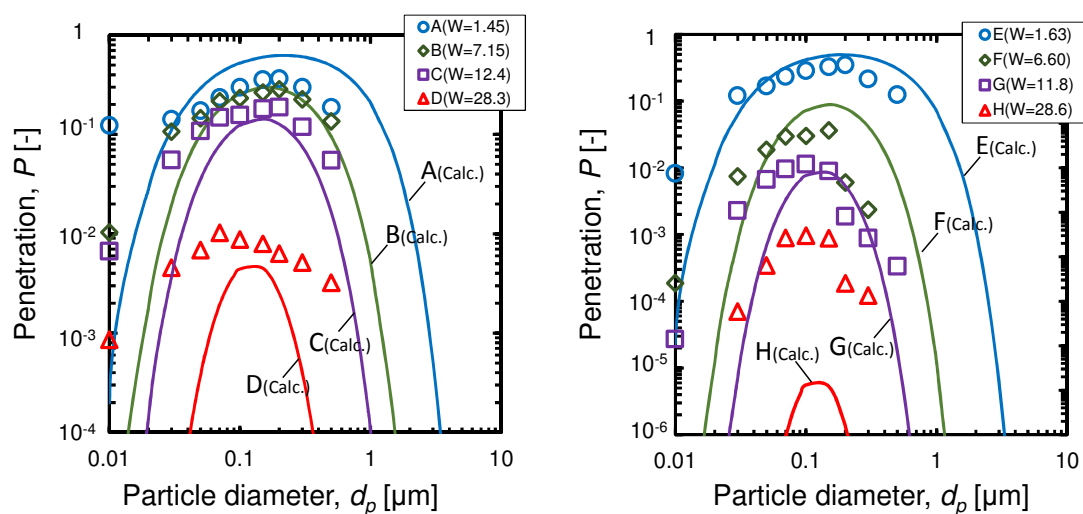 Penetration, P [-]
1
10-1
10-2
10-3
10-4
0.01
0.1
1
10
Particle diameter, dp [μm]
A(W=1.45)
B(W=7.15)
C(W=12.4)
D(W=28.3)
A(Calc.)
B(Calc.)
C(Calc.)
D(Calc.)
Penetration, P [-]
1
10-1
10-2
10-3
10-4
10-5
10-6
0.01
0.1
1
10
Particle diameter, dp [μm]
E(W=1.63)
F(W=6.60)
G(W=11.8)
H(W=28.6)
E(Calc.)
F(Calc.)
G(Calc.)
H(Calc.)